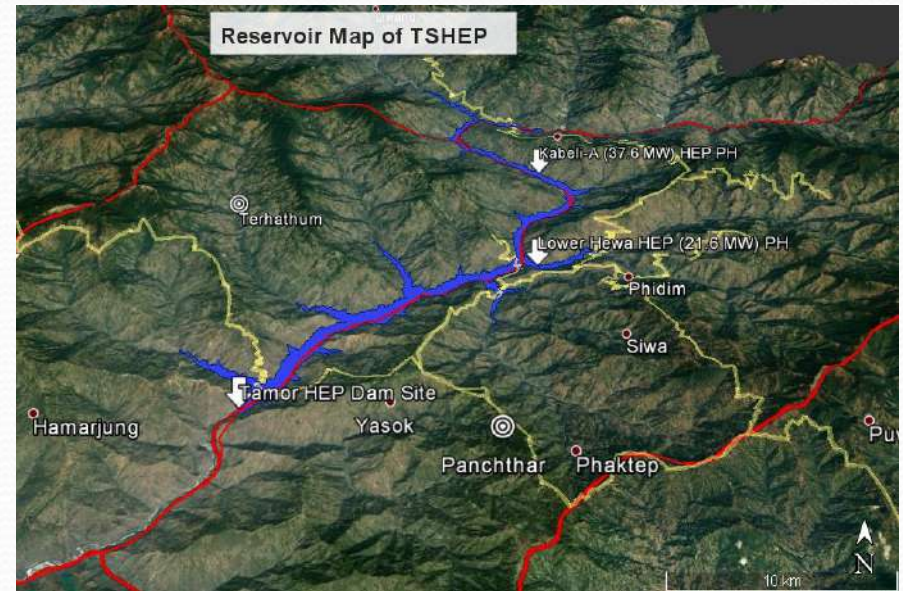 Reservoir Map of TSHEP
Kabeli-A (37.6 MW) HEP PH
Terhathum
Lower Hewa HEP (21.6 MW) PH
Phidim
Siwa
Tamor HEP Dam Site
Hamarjung
Yasok
Puv
Panchthar
Phaktep
N
10 km